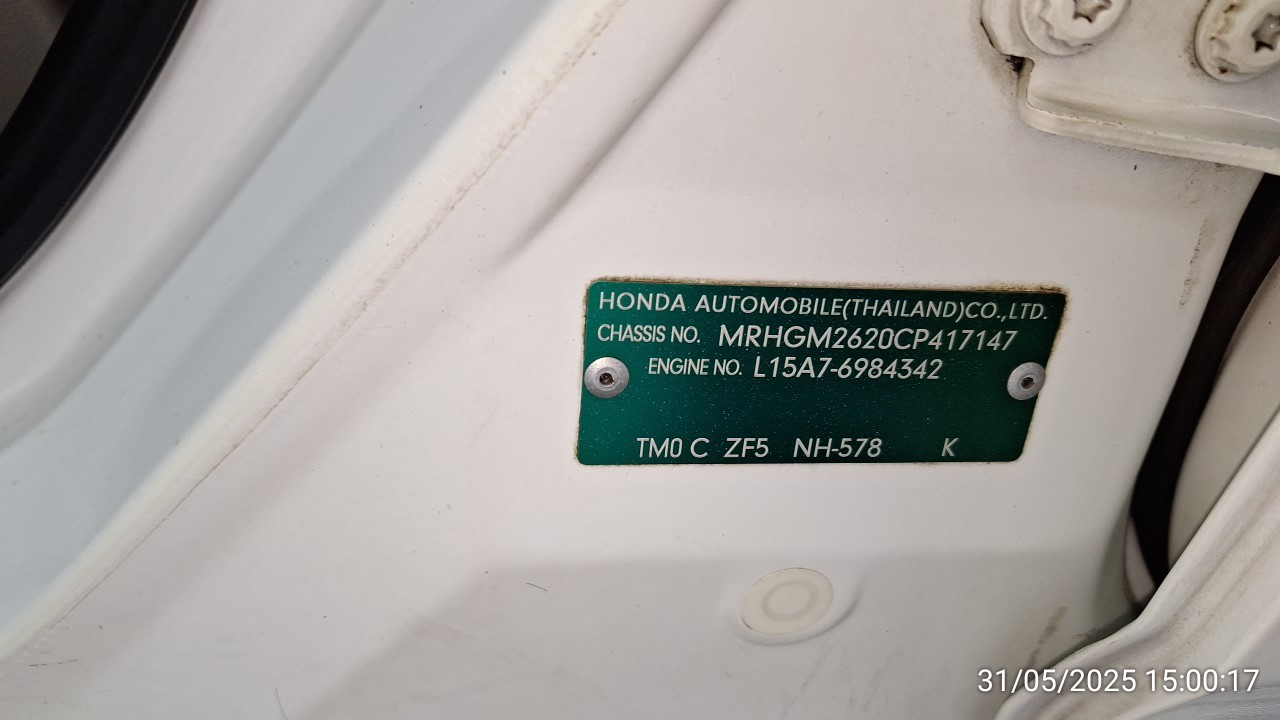 HONDA AUTOMOBILE(THAILAND)CO.,LTD.
CHASSIS NO. MRHGM2620CP417147
ENGINE NO. L15A7-6984342
TM0 C ZF5 NH-578 K
31/05/2025 15:00:17